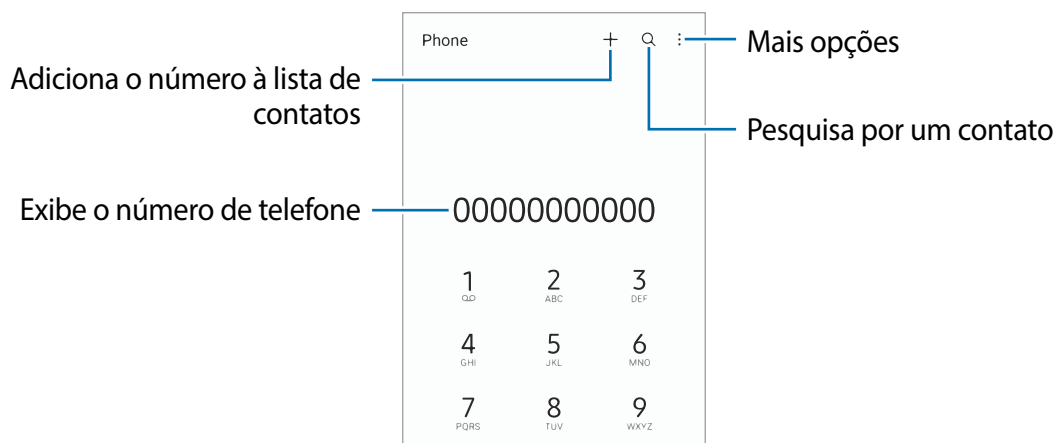 Phone
Mais opções
Adiciona o número à lista de
contatos
Pesquisa por um contato
Exibe o número de telefone
00000000000
1 2 3
ABC DEF
4 5 6
GHI JKL MNO
7 8 9
PQRS TUV WXYZ